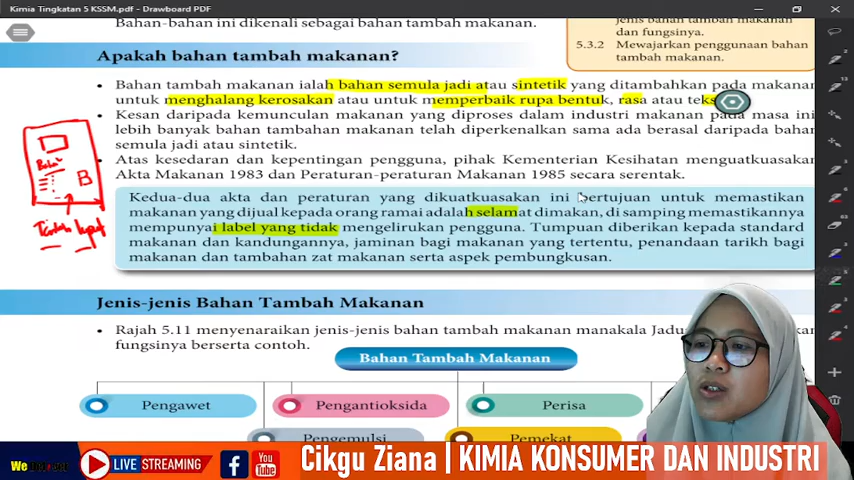 Kimia Tingkatan 5 KSSM.pdf - Drawboard PDF
Bahan-bahan ini dikenali sebagai bahan tambah makanan.
jenis bahan tambah makanan
dan fungsinya.
5.3.2 Mewajarkan penggunaan bahan
tambah makanan.
Apakah bahan tambah makanan?
• Bahan tambah makanan ialah bahan semula jadi atau sintetik yang ditambahkan pada makanan
untuk menghalang kerosakan atau untuk memperbaik rupa bentuk, rasa atau teks
• Kesan daripada kemunculan makanan yang diproses dalam industri makanan pada masa ini
lebih banyak bahan tambahan makanan telah diperkenalkan sama ada berasal daripada bahan
semula jadi atau sintetik.
• Atas kesedaran dan kepentingan pengguna, pihak Kementerian Kesihatan menguatkuasakan
Akta Makanan 1983 dan Peraturan-peraturan Makanan 1985 secara serentak.
B
Kedua-dua akta dan peraturan yang dikuatkuasakan ini bertujuan untuk memastikan
makanan yang dijual kepada orang ramai adalah selamat dimakan, di samping memastikannya
mempunyai label yang tidak mengelirukan pengguna. Tumpuan diberikan kepada standard
makanan dan kandungannya, jaminan bagi makanan yang tertentu, penandaan tarikh bagi
makanan dan tambahan zat makanan serta aspek pembungkusan.
Tarikh luput
Jenis-jenis Bahan Tambah Makanan
• Rajah 5.11 menyenaraikan jenis-jenis bahan tambah makanan manakala Jadu
fungsinya berserta contoh.
Bahan Tambah Makanan
Pengawet
Pengantioksida
Perisa
Pengemulsi
Pemekat
LIVE STREAMING
You
Tube
Cikgu Ziana | KIMIA KONSUMER DAN INDUSTRI